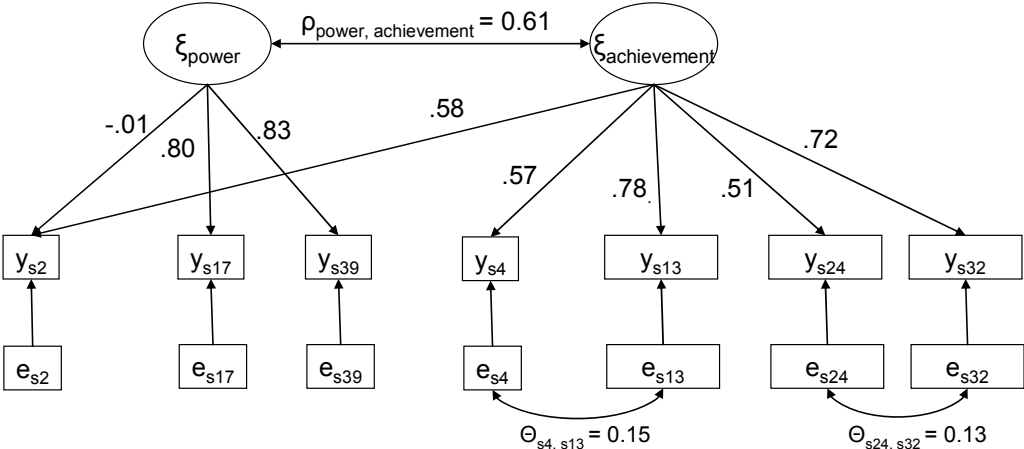 ξpower
ρpower, achievement = 0.61
ξachievement
-.01
.80
.83
.58
.57
.78.
.51
.72
ys2
ys17
ys39
ys4
ys13
ys24
ys32
es2
es17
es39
es4
es13
es24
es32
Θs4, s13 = 0.15
Θs24, s32 = 0.13